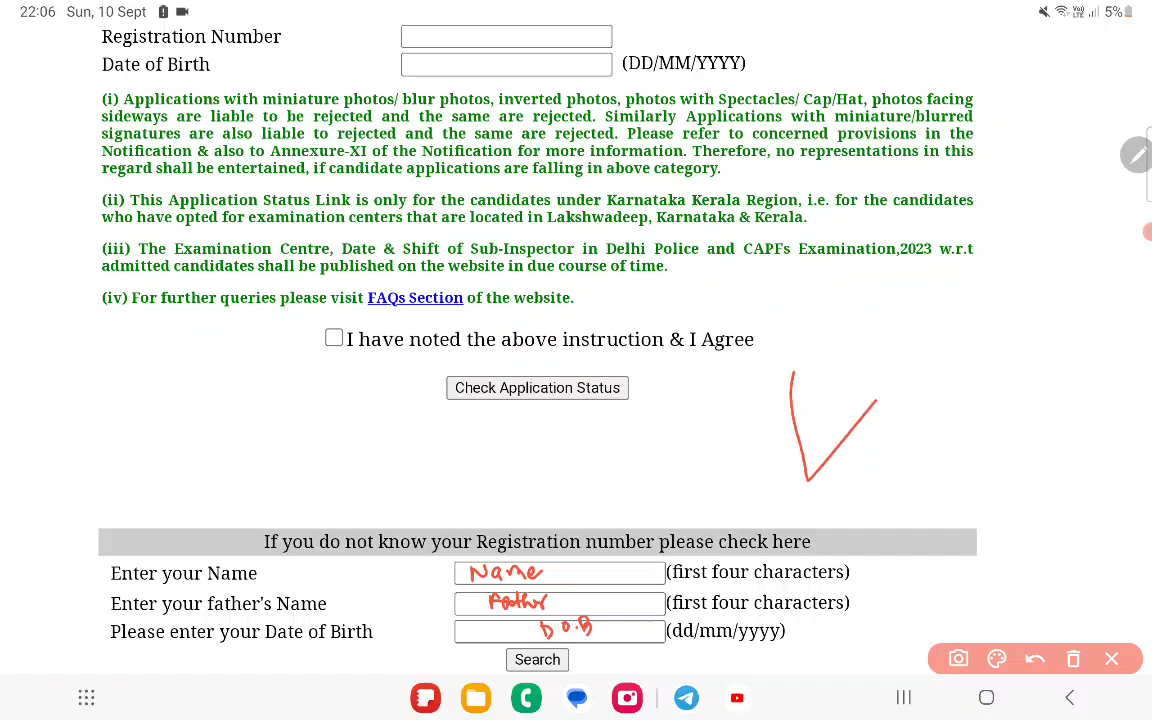 22:06 Sun, 10 Sept 5%
Registration Number
Date of Birth (DD/MM/YYYY)
(i) Applications with miniature photos/ blur photos, inverted photos, photos with Spectacles/ Cap/Hat, photos facing
sideways are liable to be rejected and the same are rejected. Similarly Applications with miniature/blurred
signatures are also liable to rejected and the same are rejected. Please refer to concerned provisions in the
Notification & also to Annexure-XI of the Notification for more information. Therefore, no representations in this
regard shall be entertained, if candidate applications are falling in above category.
(ii) This Application Status Link is only for the candidates under Karnataka Kerala Region, i.e. for the candidates
who have opted for examination centers that are located in Lakshwadeep, Karnataka & Kerala.
(iii) The Examination Centre, Date & Shift of Sub-Inspector in Delhi Police and CAPFs Examination,2023 w.r.t
admitted candidates shall be published on the website in due course of time.
(iv) For further queries please visit FAQs Section of the website.
I have noted the above instruction & I Agree
Check Application Status
If you do not know your Registration number please check here
Enter your Name Name (first four characters)
Enter your father's Name Father (first four characters)
Please enter your Date of Birth D O.B (dd/mm/yyyy)
Search